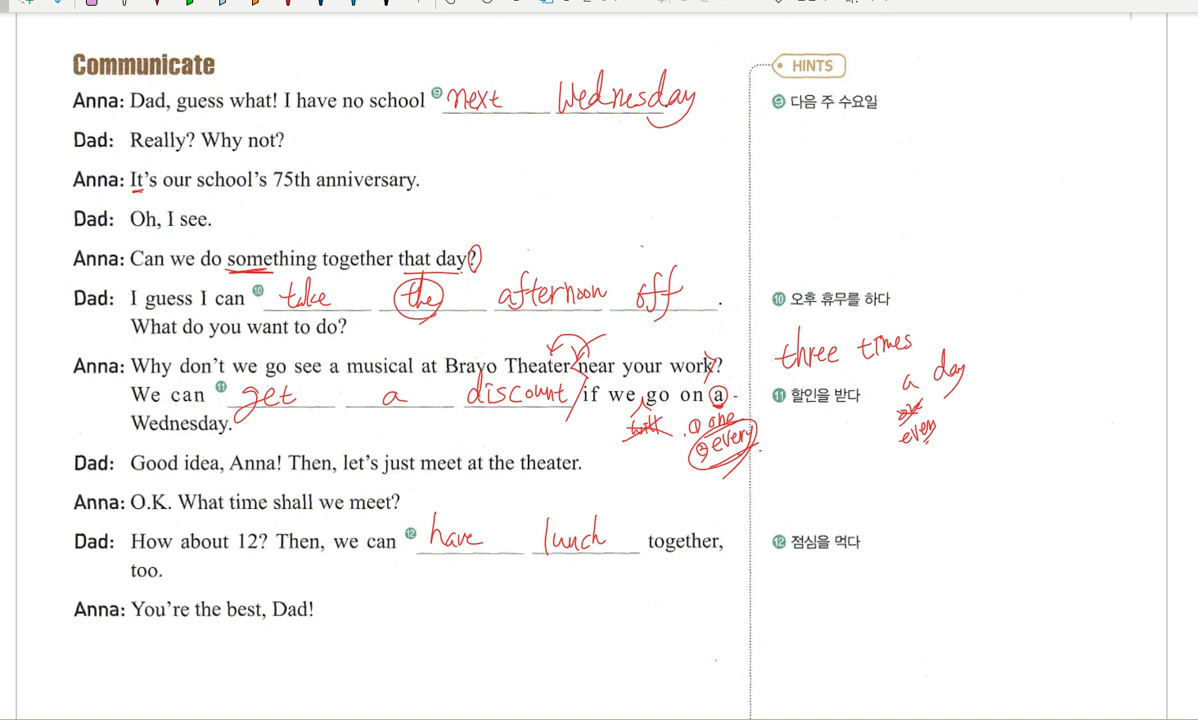 Communicate
HINTS
Anna: Dad, guess what! I have no school ⑨ next Wednesday
⑨ 다음 주 수요일
Dad: Really? Why not?
Anna: It's our school's 75th anniversary.
Dad: Oh, I see.
Anna: Can we do something together that day?
Dad: I guess I can ⑩ take the afternoon off .
⑩ 오후 휴무를 하다
What do you want to do?
three times
a day
every
Anna: Why don't we go see a musical at Bravo Theater near your work?
We can ⑪ get a discount if we go on a
⑪ 할인을 받다
Wednesday.
① one
② every
Dad: Good idea, Anna! Then, let's just meet at the theater.
Anna: O.K. What time shall we meet?
Dad: How about 12? Then, we can ⑫ have lunch together,
⑫ 점심을 먹다
too.
Anna: You're the best, Dad!